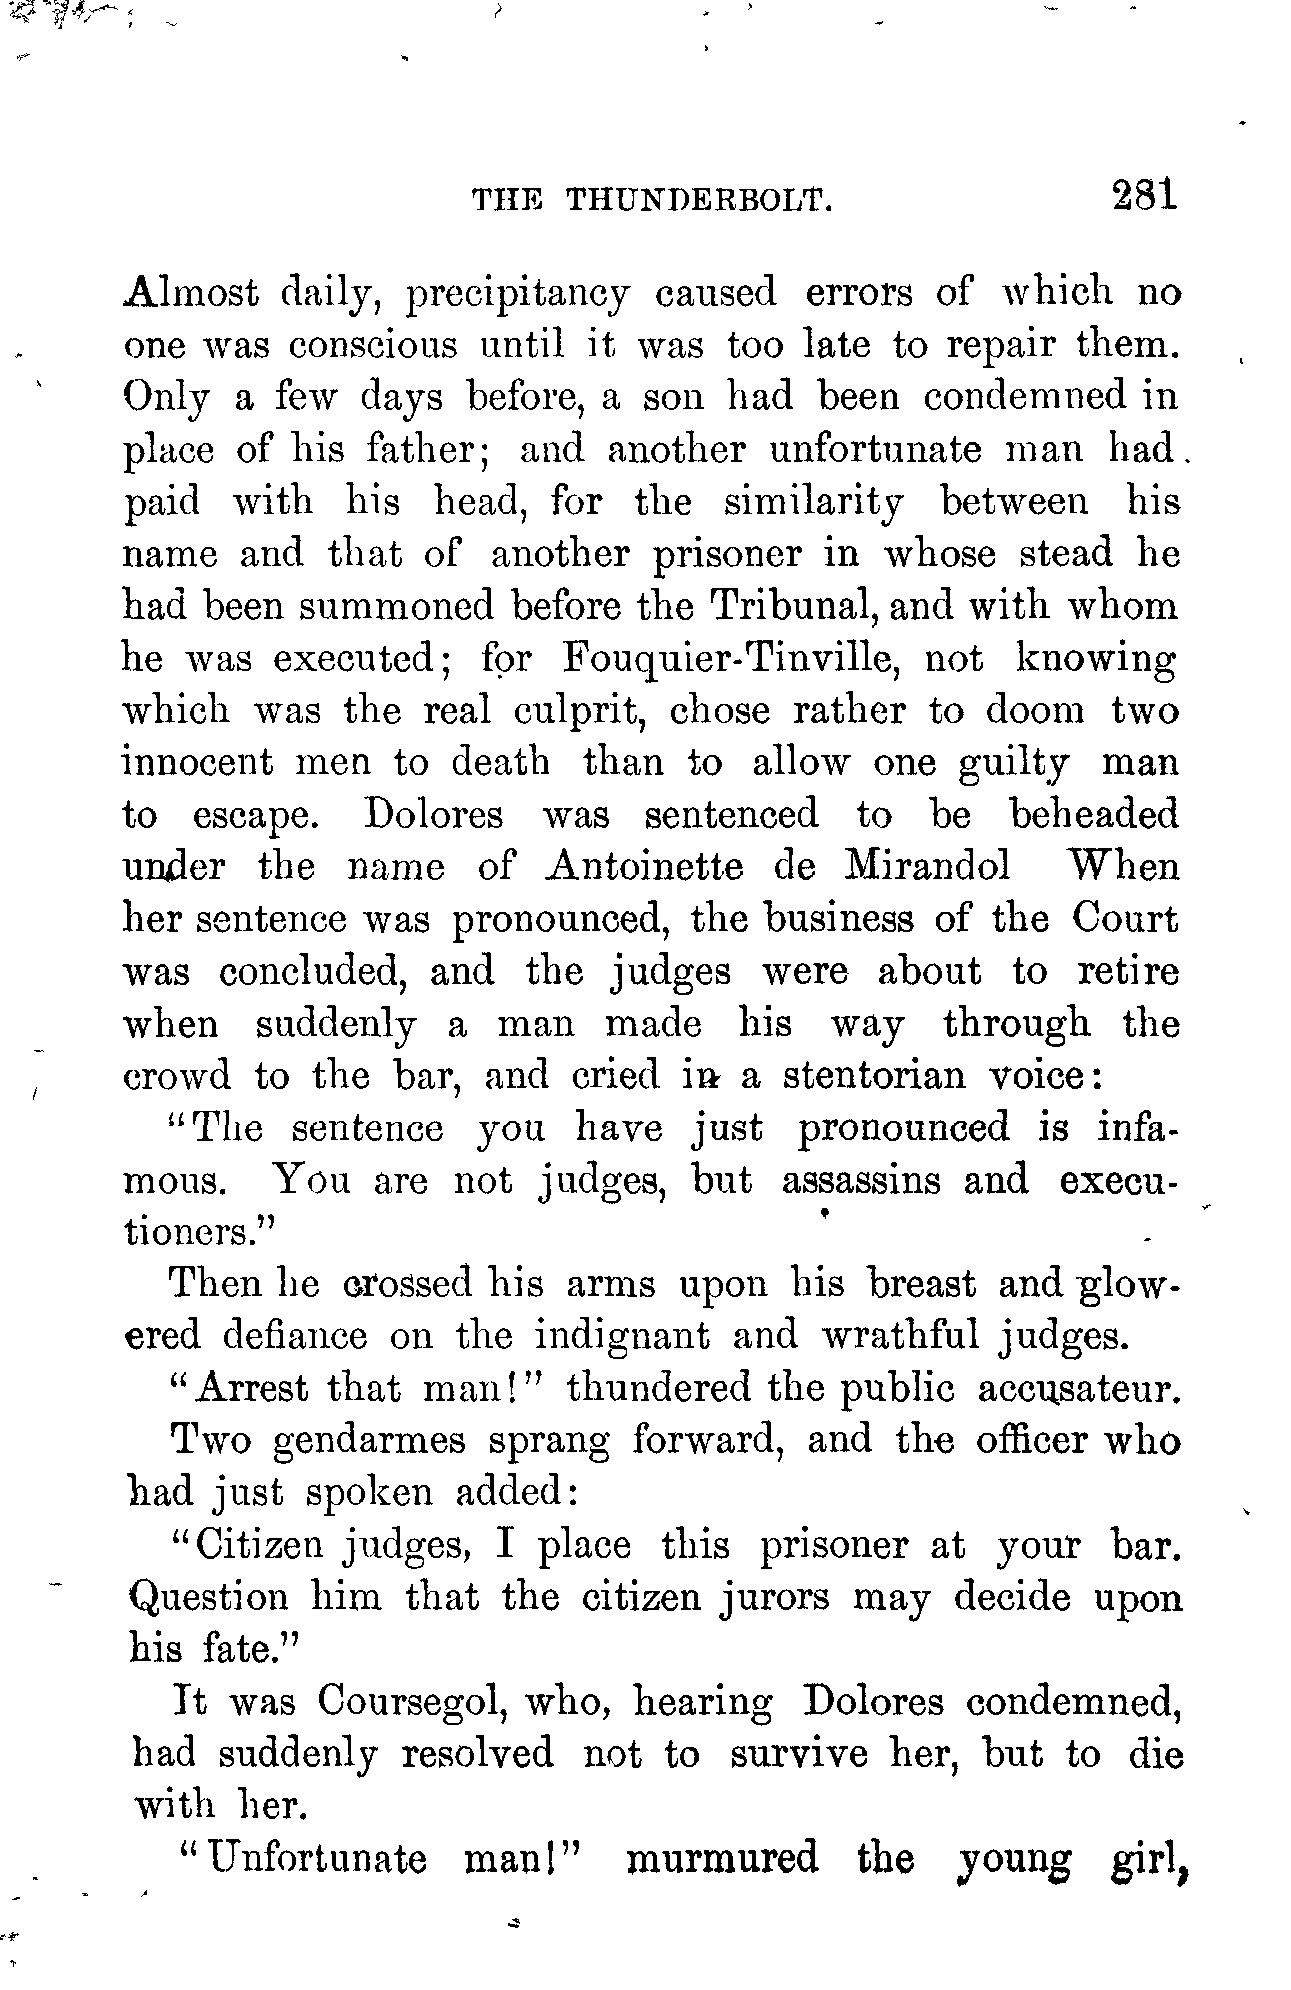 THE THUNDERBOLT. 281
Almost daily, precipitancy caused errors of which no
one was conscious until it was too late to repair them.
Only a few days before, a son had been condemned in
place of his father; and another unfortunate man had
paid with his head, for the similarity between his
name and that of another prisoner in whose stead he
had been summoned before the Tribunal, and with whom
he was executed; for Fouquier-Tinville, not knowing
which was the real culprit, chose rather to doom two
innocent men to death than to allow one guilty man
to escape. Dolores was sentenced to be beheaded
under the name of Antoinette de Mirandol When
her sentence was pronounced, the business of the Court
was concluded, and the judges were about to retire
when suddenly a man made his way through the
crowd to the bar, and cried in a stentorian voice:
"The sentence you have just pronounced is infa-
mous. You are not judges, but assassins and execu-
tioners."
Then he crossed his arms upon his breast and glow-
ered defiance on the indignant and wrathful judges.
"Arrest that man!" thundered the public accusateur.
Two gendarmes sprang forward, and the officer who
had just spoken added:
"Citizen judges, I place this prisoner at your bar.
Question him that the citizen jurors may decide upon
his fate."
It was Coursegol, who, hearing Dolores condemned,
had suddenly resolved not to survive her, but to die
with her.
"Unfortunate man!" murmured the young girl,